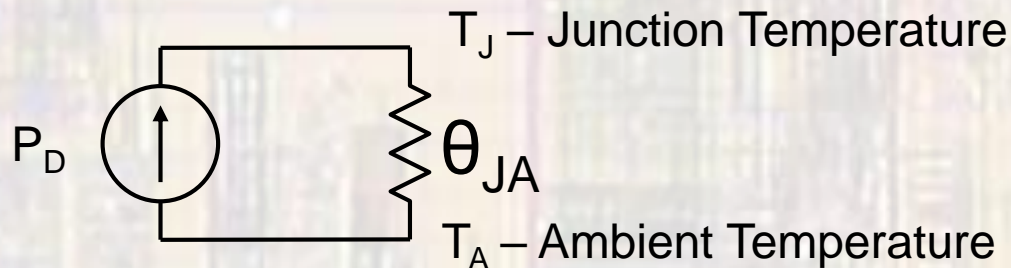 T_J – Junction Temperature
P_D
θ_JA
T_A – Ambient Temperature